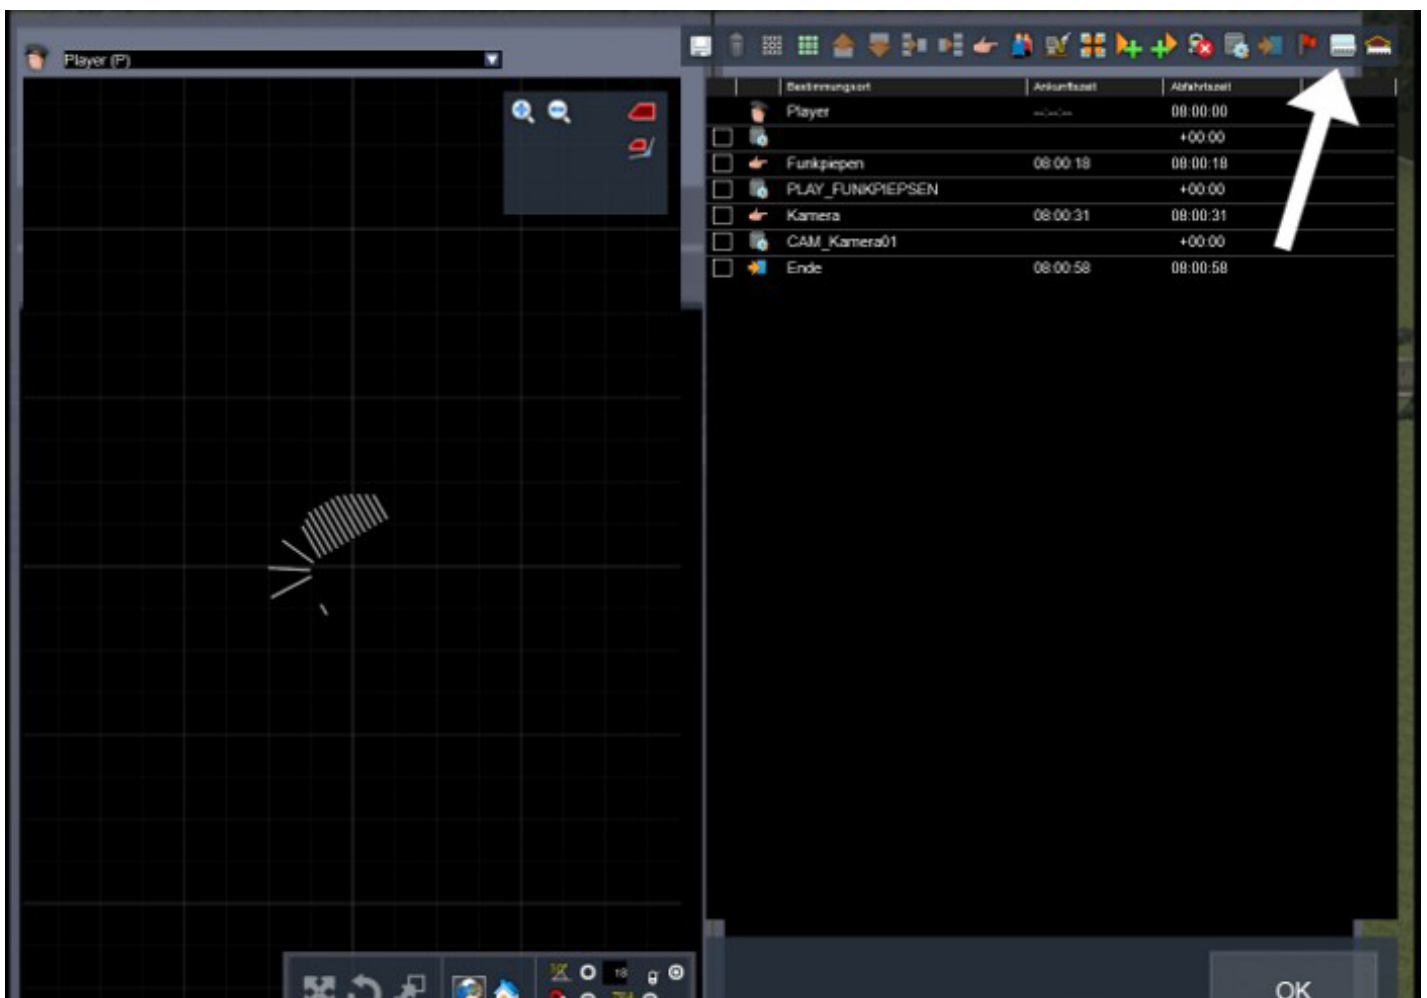 Player (P)
Bestimmungsort Ankunftszeit Abfahrtszeit
Player --:--:-- 08:00:00
+00:00
Funkpiepen 08:00:18 08:00:18
PLAY_FUNKPIEPSEN +00:00
Kamera 08:00:31 08:00:31
CAM_Kamera01 +00:00
Ende 08:00:58 08:00:58
18
OK